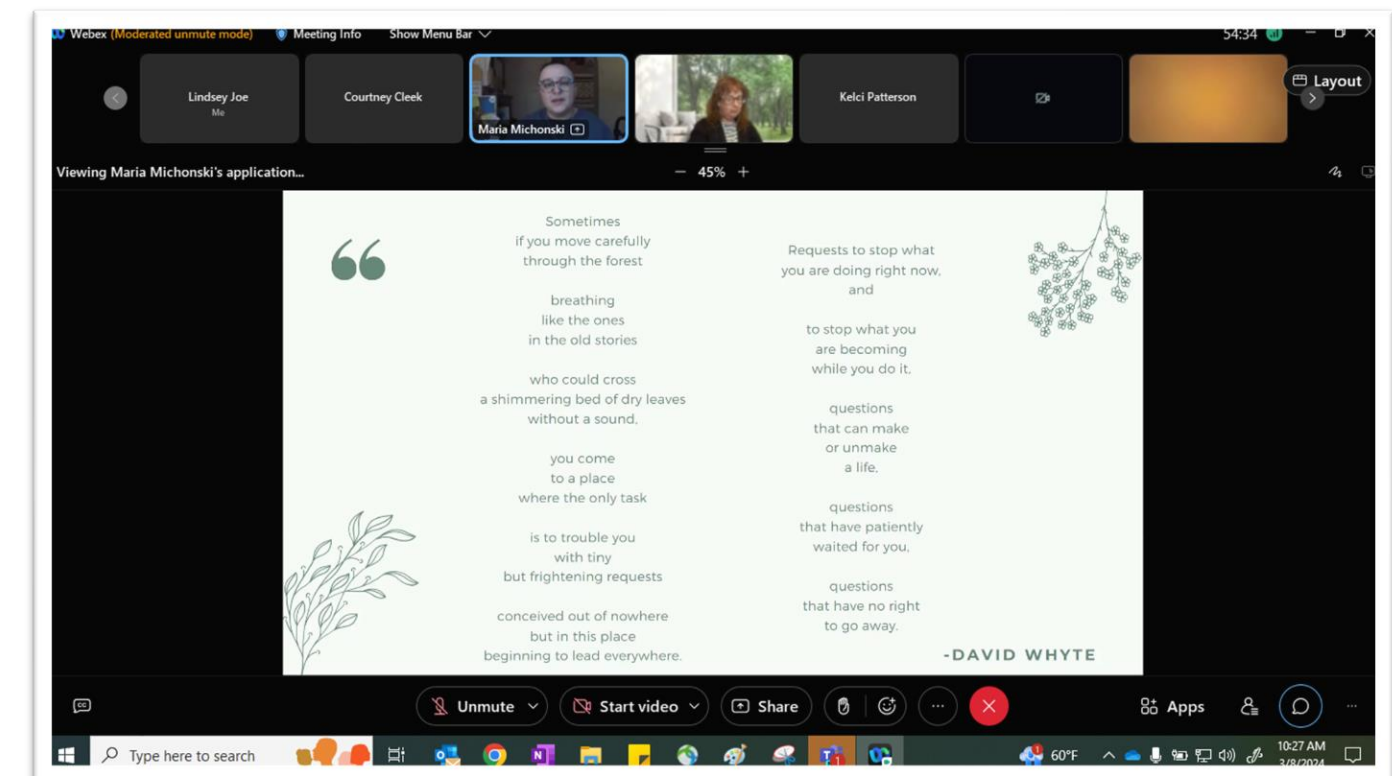 Webex (Moderated unmute mode) Meeting Info Show Menu Bar 54:34
Lindsey Joe
Me
Courtney Cleek
Maria Michonski
Kelci Patterson
Layout
Viewing Maria Michonski's application... — 45% +
Sometimes
if you move carefully
through the forest
breathing
like the ones
in the old stories
who could cross
a shimmering bed of dry leaves
without a sound,
you come
to a place
where the only task
is to trouble you
with tiny
but frightening requests
conceived out of nowhere
but in this place
beginning to lead everywhere.
Requests to stop what
you are doing right now,
and
to stop what you
are becoming
while you do it,
questions
that can make
or unmake
a life,
questions
that have patiently
waited for you,
questions
that have no right
to go away.
-DAVID WHYTE
CC Unmute Start video Share Apps
Type here to search 60°F 10:27 AM
3/8/2024